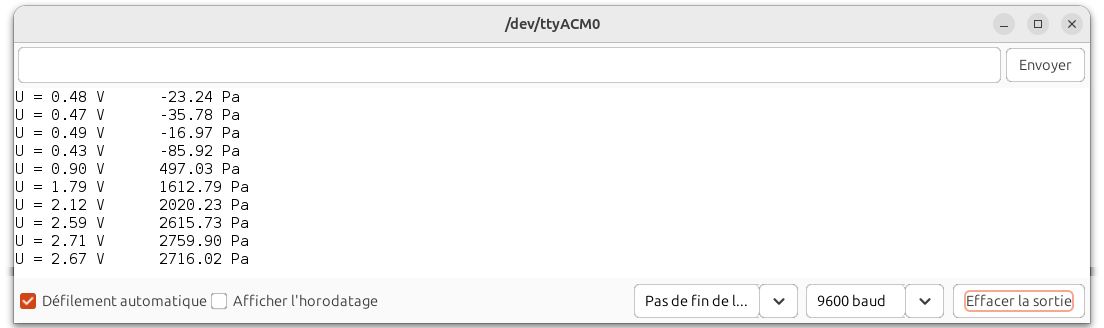 /dev/ttyACM0
Envoyer
U = 0.48 V -23.24 Pa
U = 0.47 V -35.78 Pa
U = 0.49 V -16.97 Pa
U = 0.43 V -85.92 Pa
U = 0.90 V 497.03 Pa
U = 1.79 V 1612.79 Pa
U = 2.12 V 2020.23 Pa
U = 2.59 V 2615.73 Pa
U = 2.71 V 2759.90 Pa
U = 2.67 V 2716.02 Pa
Défilement automatique Afficher l'horodatage Pas de fin de l... 9600 baud Effacer la sortie